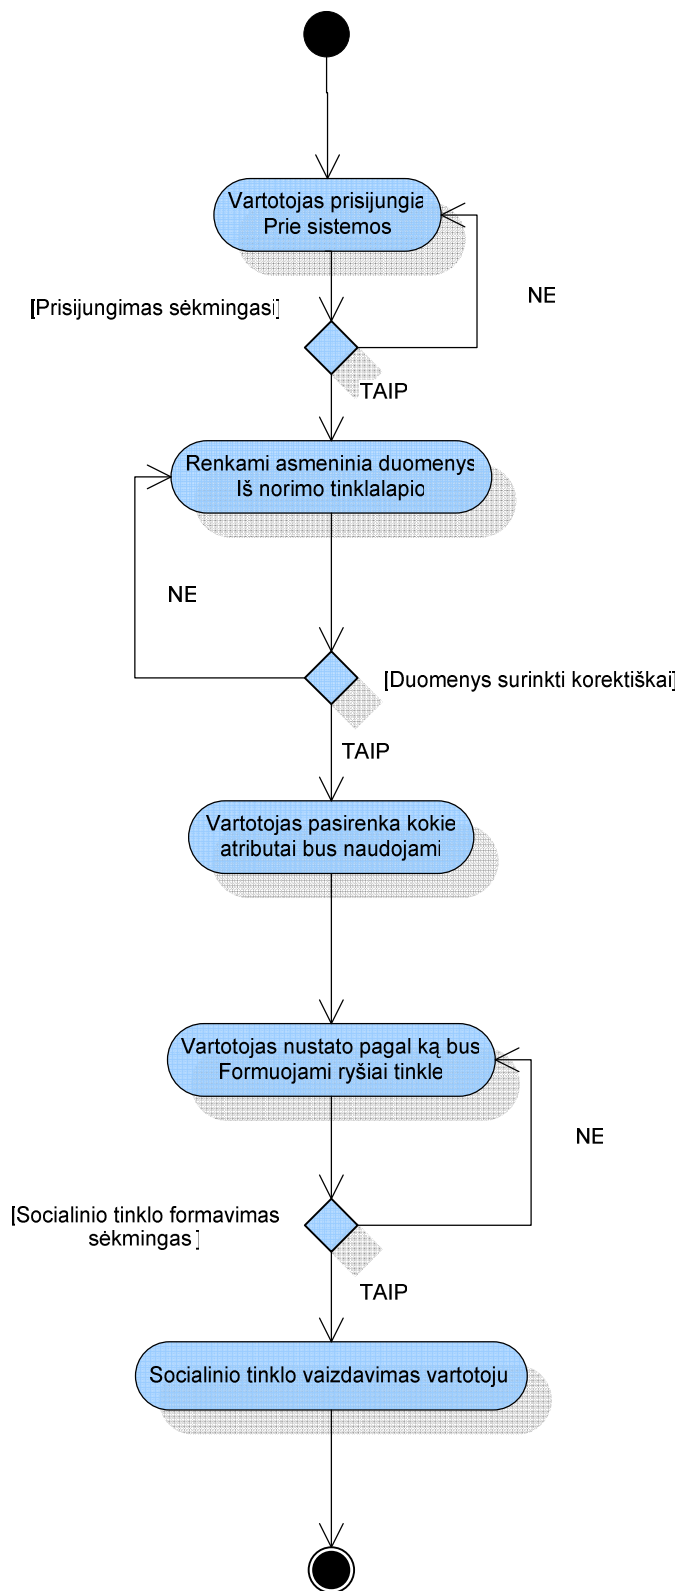 Vartotojas prisijungia
Prie sistemos
NE
[Prisijungimas sėkmingas]
TAIP
Renkami asmeninia duomenys
Iš norimo tinklalapio
NE
[Duomenys surinkti korektiškai]
TAIP
Vartotojas pasirenka kokie
atributai bus naudojami
Vartotojas nustato pagal ką bus
Formuojami ryšiai tinkle
NE
[Socialinio tinklo formavimas
sėkmingas]
TAIP
Socialinio tinklo vaizdavimas vartotoju